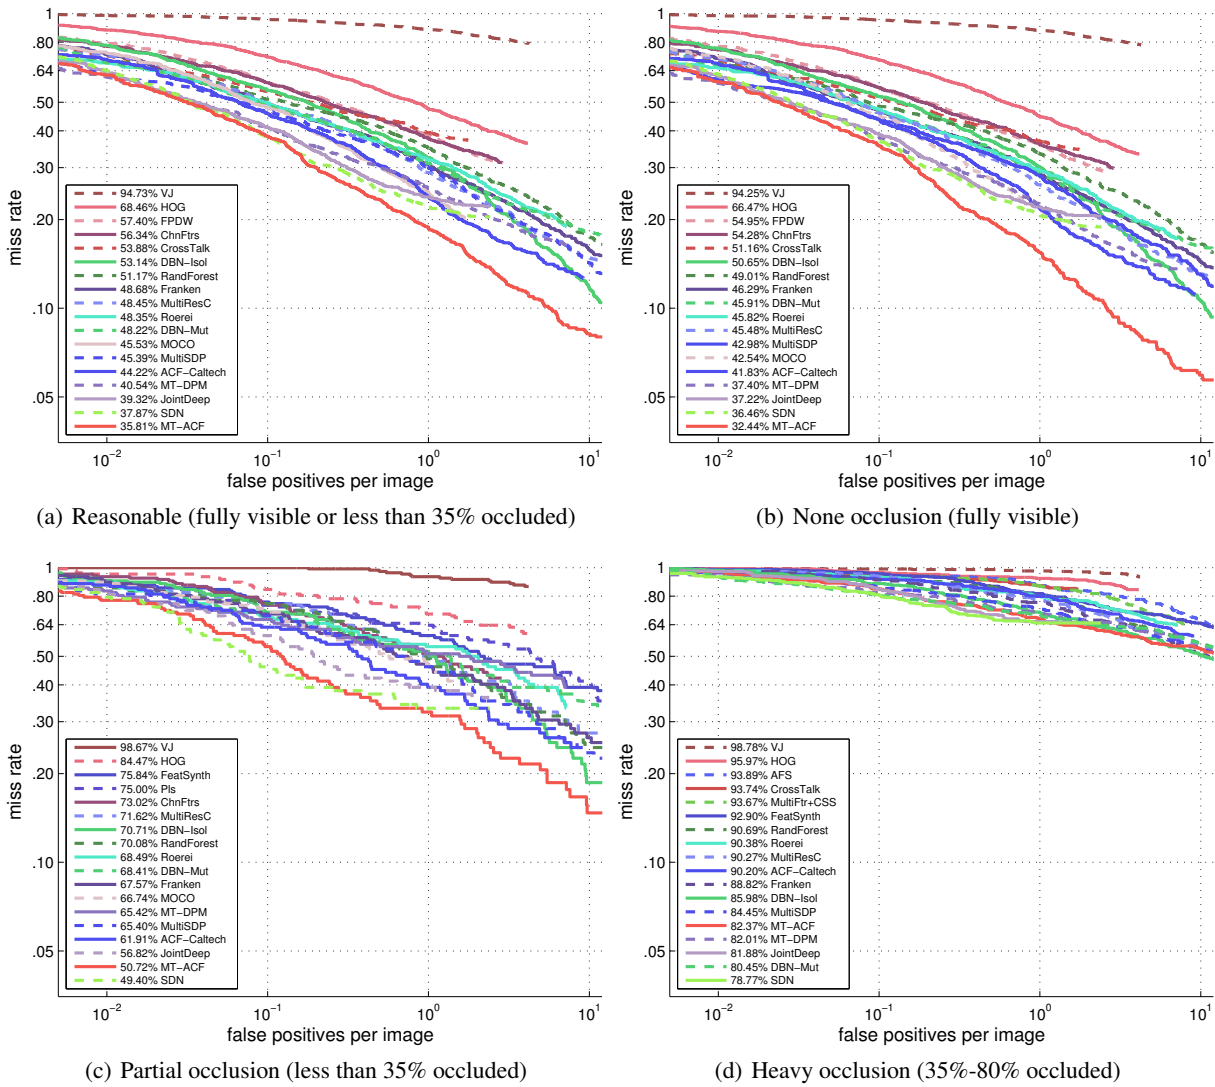 1
.80
.64
.50
.40
.30
.20
.10
.05
miss rate
94.73% VJ
68.46% HOG
57.40% FPDW
56.34% ChnFtrs
53.88% CrossTalk
53.14% DBN−Isol
51.17% RandForest
48.68% Franken
48.45% MultiResC
48.35% Roerei
48.22% DBN−Mut
45.53% MOCO
45.39% MultiSDP
44.22% ACF−Caltech
40.54% MT−DPM
39.32% JointDeep
37.87% SDN
35.81% MT−ACF
10−2 10−1 100 101
false positives per image
(a) Reasonable (fully visible or less than 35% occluded)
1
.80
.64
.50
.40
.30
.20
.10
.05
miss rate
94.25% VJ
66.47% HOG
54.95% FPDW
54.28% ChnFtrs
51.16% CrossTalk
50.65% DBN−Isol
49.01% RandForest
46.29% Franken
45.91% DBN−Mut
45.82% Roerei
45.48% MultiResC
42.98% MultiSDP
42.54% MOCO
41.83% ACF−Caltech
37.40% MT−DPM
37.22% JointDeep
36.46% SDN
32.44% MT−ACF
10−2 10−1 100 101
false positives per image
(b) None occlusion (fully visible)
1
.80
.64
.50
.40
.30
.20
.10
.05
miss rate
98.67% VJ
84.47% HOG
75.84% FeatSynth
75.00% Pls
73.02% ChnFtrs
71.62% MultiResC
70.71% DBN−Isol
70.08% RandForest
68.49% Roerei
68.41% DBN−Mut
67.57% Franken
66.74% MOCO
65.42% MT−DPM
65.40% MultiSDP
61.91% ACF−Caltech
56.82% JointDeep
50.72% MT−ACF
49.40% SDN
10−2 10−1 100 101
false positives per image
(c) Partial occlusion (less than 35% occluded)
1
.80
.64
.50
.40
.30
.20
.10
.05
miss rate
98.78% VJ
95.97% HOG
93.89% AFS
93.74% CrossTalk
93.67% MultiFtr+CSS
92.90% FeatSynth
90.69% RandForest
90.38% Roerei
90.27% MultiResC
90.20% ACF−Caltech
88.82% Franken
85.98% DBN−Isol
84.45% MultiSDP
82.37% MT−ACF
82.01% MT−DPM
81.88% JointDeep
80.45% DBN−Mut
78.77% SDN
10−2 10−1 100 101
false positives per image
(d) Heavy occlusion (35%-80% occluded)